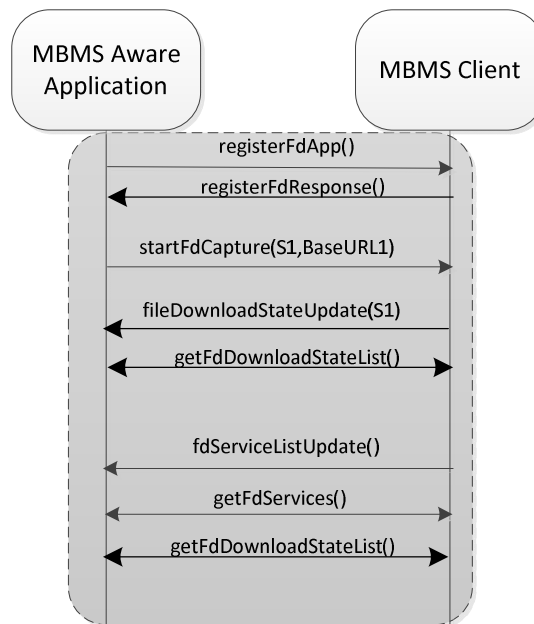 MBMS Aware
Application
MBMS Client
registerFdApp()
registerFdResponse()
startFdCapture(S1,BaseURL1)
fileDownloadStateUpdate(S1)
getFdDownloadStateList()
fdServiceListUpdate()
getFdServices()
getFdDownloadStateList()